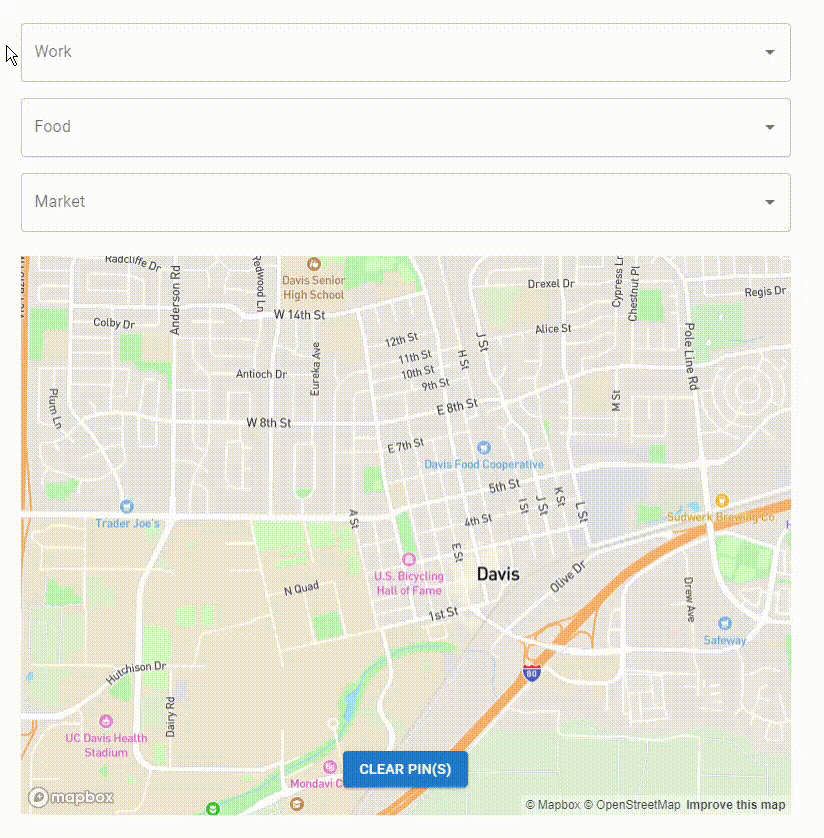 Work
Food
Market
Radcliffe Dr
Redwood Ln
Davis Senior
High School
Drexel Dr
Cypress Ln
Chestnut Pl
Regis Dr
Anderson Rd
Colby Dr
W 14th St
Alice St
12th St
J St
H St
11th St
10th St
9th St
Pole Line Rd
Antioch Dr
Eureka Ave
Plum Ln
M St
E 8th St
W 8th St
E 7th St
Davis Food Cooperative
5th St
K St
J St
I St
L St
Sudwerk Brewing Co
Trader Joe's
A St
4th St
E St
U.S. Bicycling
Hall of Fame
Davis
Olive Dr
N Quad
Drew Ave
1st St
Safeway
Hutchison Dr
80
Dairy Rd
UC Davis Health
Stadium
Mondavi C
CLEAR PIN(S)
mapbox
© Mapbox © OpenStreetMap Improve this map